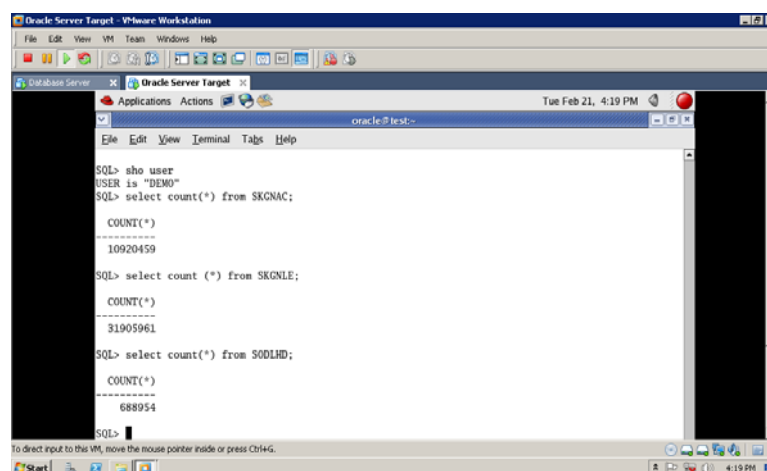 Oracle Server Target - VMware Workstation
File Edit View VM Team Windows Help
Database Server x Oracle Server Target x
Applications Actions Tue Feb 21, 4:19 PM
oracle@test:~
File Edit View Terminal Tabs Help
SQL> sho user
USER is "DEMO"
SQL> select count(*) from SKGNAC;
COUNT(*)
----------
10920459
SQL> select count (*) from SKGNLE;
COUNT(*)
----------
31905961
SQL> select count(*) from SODLHD;
COUNT(*)
----------
688954
SQL>
To direct input to this VM, move the mouse pointer inside or press Ctrl+G.
Start 4:19 PM